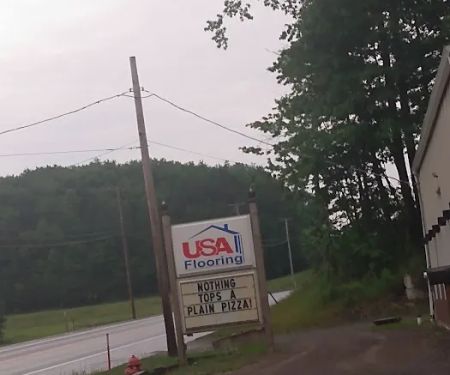 USA
Flooring
NOTHING
TOPS A
PLAIN PIZZA!